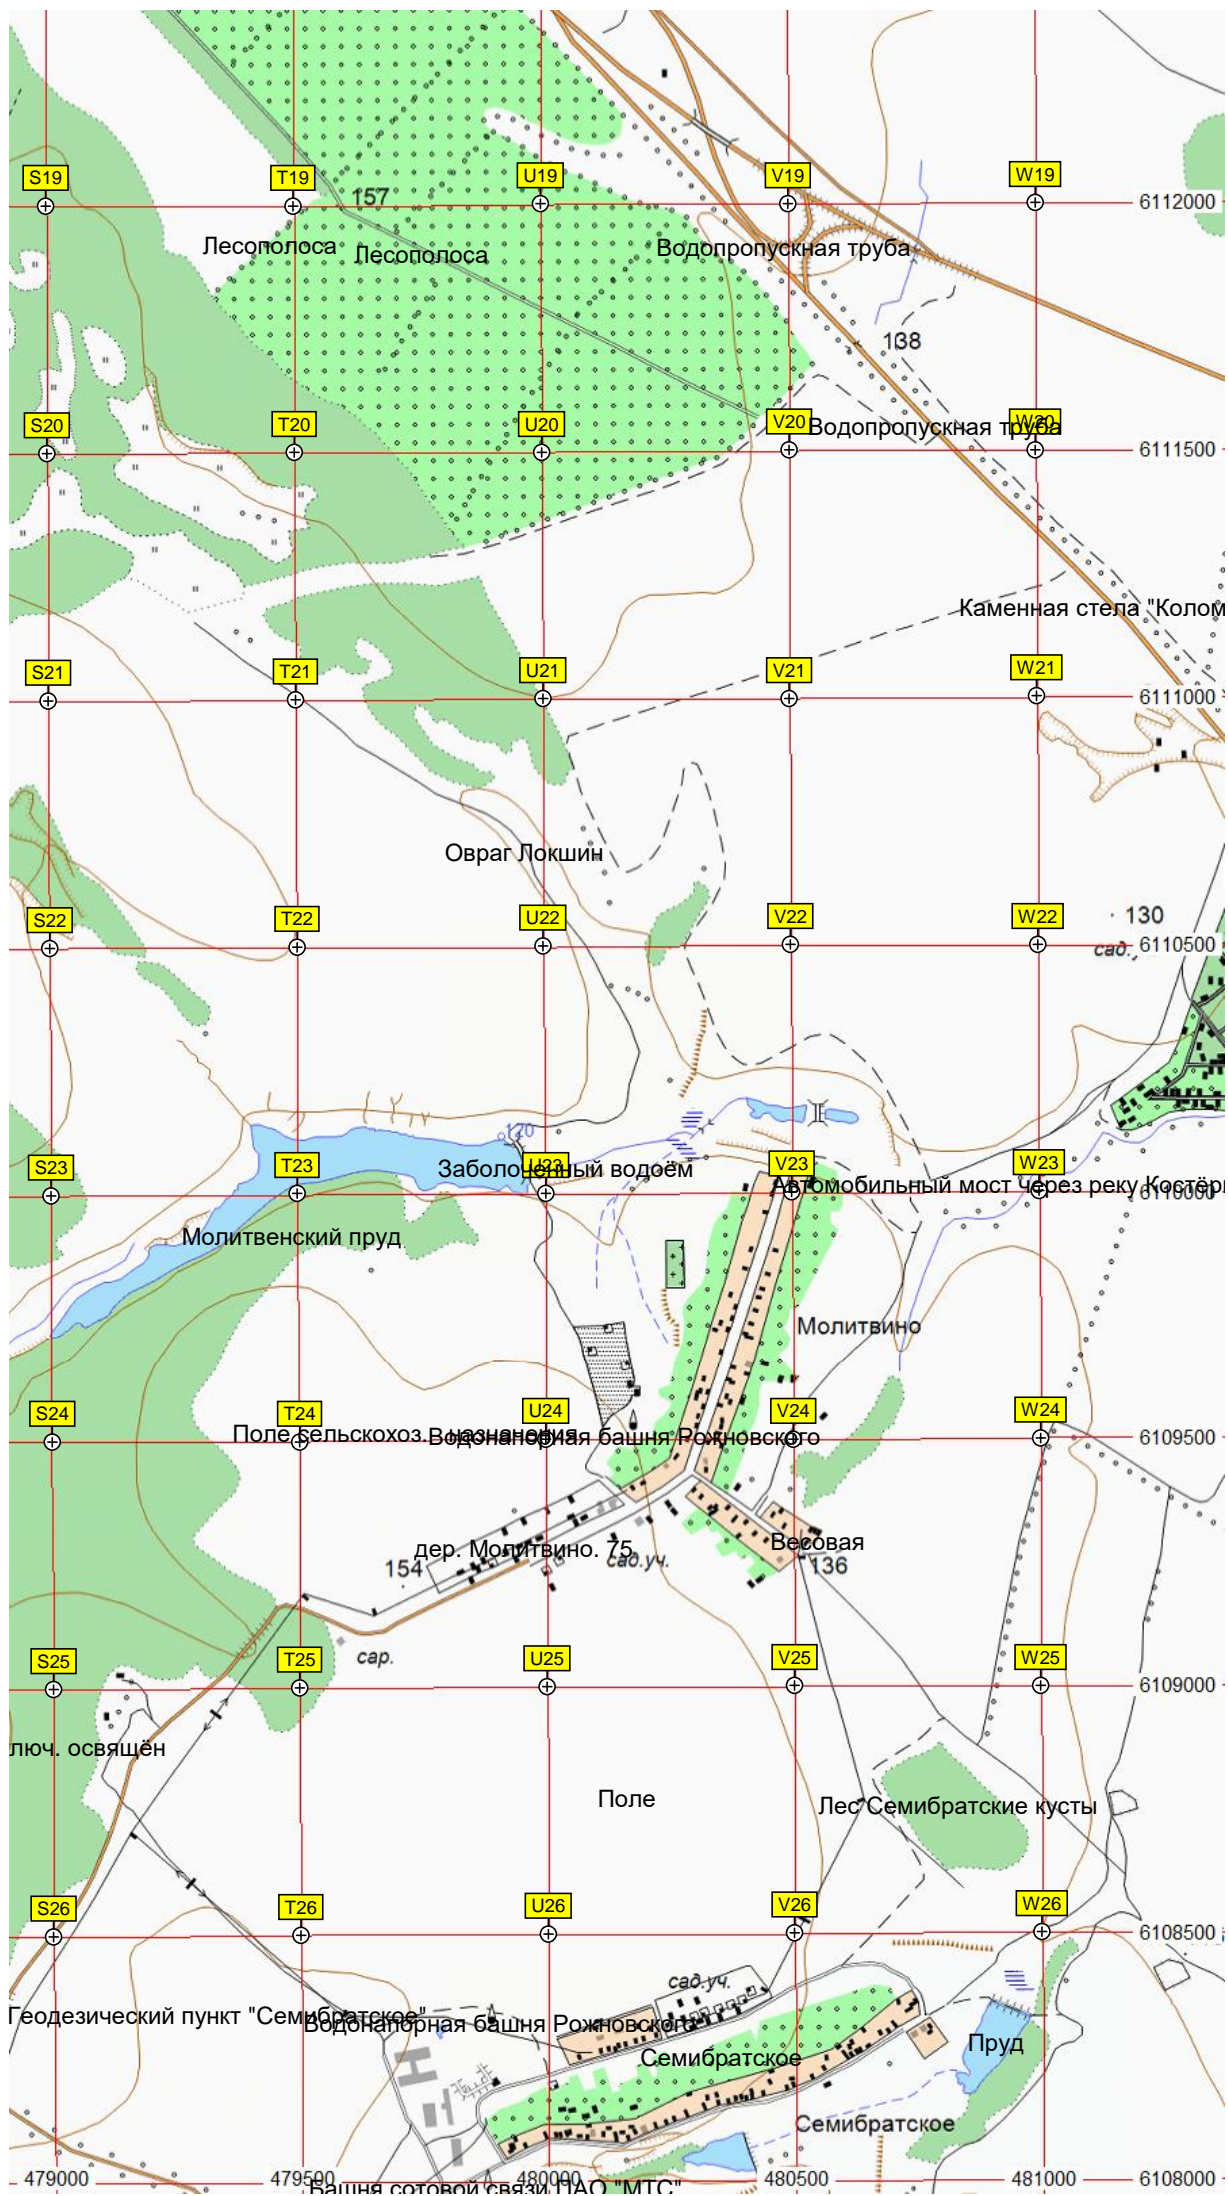 S19
T19
U19
V19
W19
157
6112000
Лесополоса
Лесополоса
Водопропускная труба
138
S20
T20
U20
V20
W20
Водопропускная труба
6111500
Каменная стела "Колом
S21
T21
U21
V21
W21
6111000
Овраг Локшин
S22
T22
U22
V22
W22
130
сад.у
6110500
120
S23
T23
U23
V23
W23
Заболоченный водоём
Автомобильный мост через реку Костёр
6110000
Молитвенский пруд
Молитвино
S24
T24
U24
V24
W24
Поле сельскохоз. назначения
Водонапорная башня Рожновского
6109500
дер. Молитвино. 75
Весовая
154
сад.уч.
136
сар.
S25
T25
U25
V25
W25
6109000
люч. освящён
Поле
Лес Семибратские кусты
S26
T26
U26
V26
W26
6108500
сад.уч.
Геодезический пункт "Семибратское"
Водонапорная башня Рожновского
Пруд
Семибратское
Семибратское
479000
479500
480000
480500
481000
6108000
Башня сотовой связи ПАО "МТС"